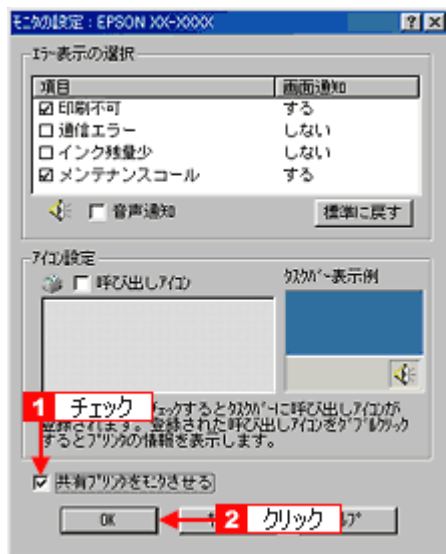 ﾓﾆﾀの設定 : EPSON XX-XXXX
ｴﾗｰ表示の選択
項目 画面通知
印刷不可 する
通信エラー しない
インク残量少 しない
メンテナンスコール する
音声通知 標準に戻す
ｱｲｺﾝ設定
呼び出しｱｲｺﾝ ﾀｽｸﾊﾞｰ表示例
1 チェック ｪｯｸするとﾀｽｸﾊﾞｰに呼び出しｱｲｺﾝが
登録されます。登録された呼び出しｱｲｺﾝをﾀﾞﾌﾞﾙｸﾘｯｸ
するとﾌﾟﾘﾝﾀの情報を表示します。
共有ﾌﾟﾘﾝﾀをﾓﾆﾀさせる
OK 2 クリック ﾙﾌﾟ